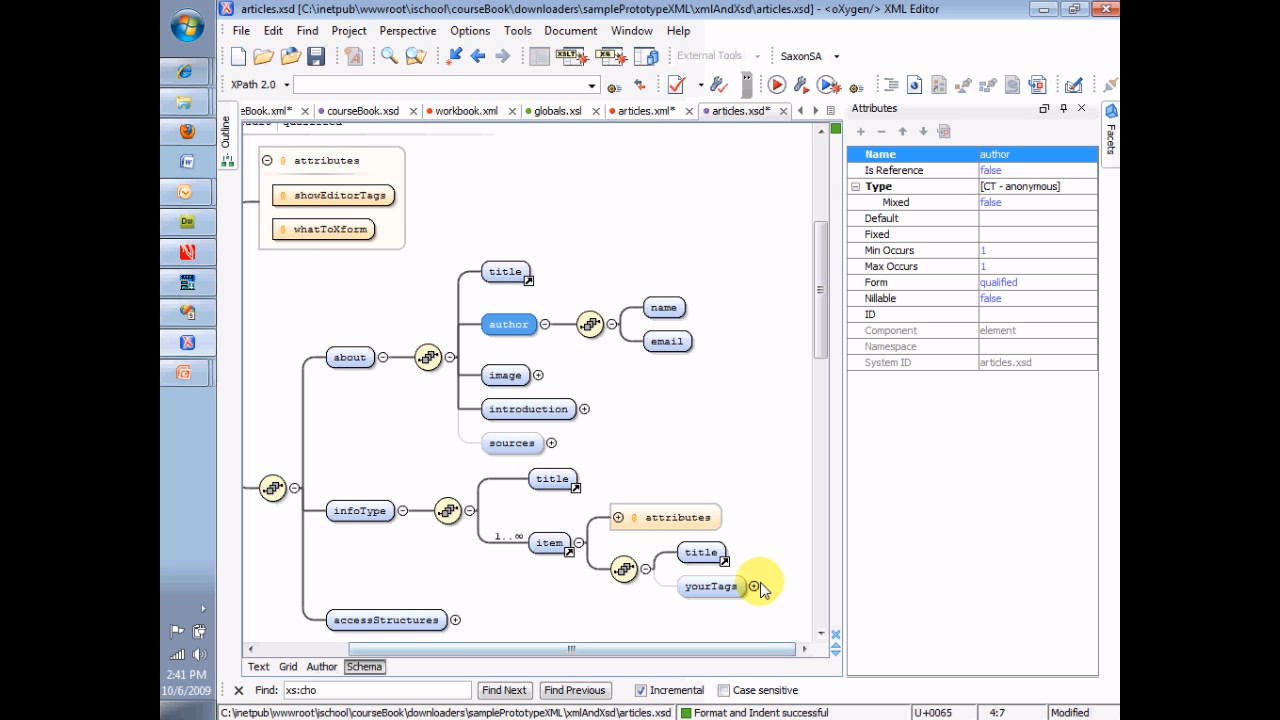 articles.xsd [C:\inetpub\wwwroot\ischool\courseBook\downloaders\samplePrototypeXML\xmlAndXsd\articles.xsd] - <oXygen/> XML Editor
File Edit Find Project Perspective Options Tools Document Window Help
External Tools SaxonSA
XPath 2.0
eBook.xml* courseBook.xsd workbook.xml globals.xsl articles.xml* articles.xsd*
Outline
qualified
attributes
showEditorTags
whatToXform
title
author
name
email
about
image
introduction
sources
title
infoType
attributes
1..∞
item
title
yourTags
accessStructures
Text Grid Author Schema
Attributes
Facets
Name author
Is Reference false
Type [CT - anonymous]
Mixed false
Default
Fixed
Min Occurs 1
Max Occurs 1
Form qualified
Nillable false
ID
Component element
Namespace
System ID articles.xsd
Find: xs:cho Find Next Find Previous Incremental Case sensitive
C:\inetpub\wwwroot\ischool\courseBook\downloaders\samplePrototypeXML\xmlAndXsd\articles.xsd Format and Indent successful U+0065 4:7 Modified
2:41 PM
10/6/2009